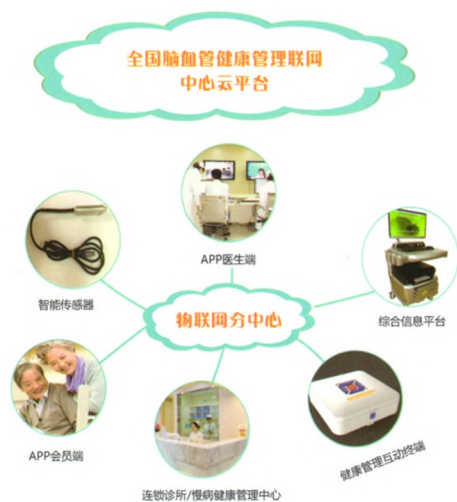 全国脑血管健康管理联网
中心云平台
APP医生端
智能传感器
物联网分中心
综合信息平台
APP会员端
健康管理互动终端
连锁诊所/慢病健康管理中心